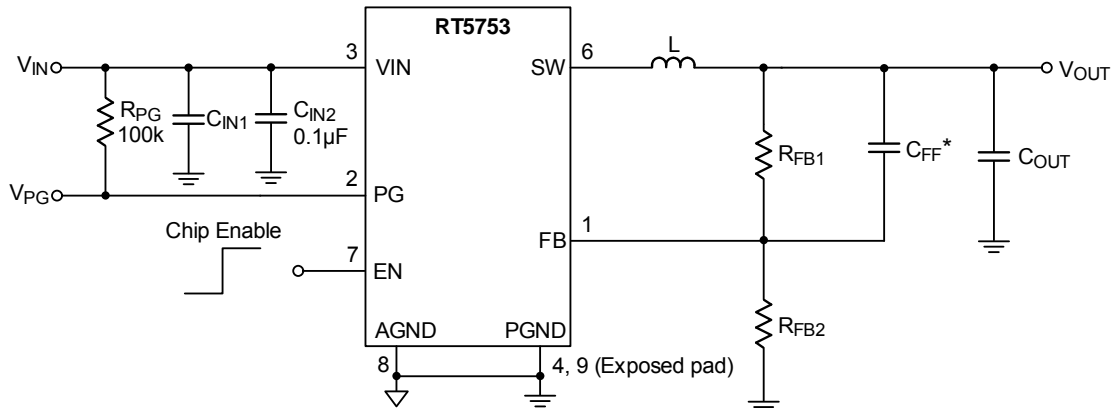 RT5753
3
VIN
6
SW
L
VIN
VOUT
RPG
100k
CIN1
CIN2
0.1µF
RFB1
CFF*
COUT
VPG
2
PG
1
FB
Chip Enable
7
EN
RFB2
AGND
PGND
8
4, 9 (Exposed pad)